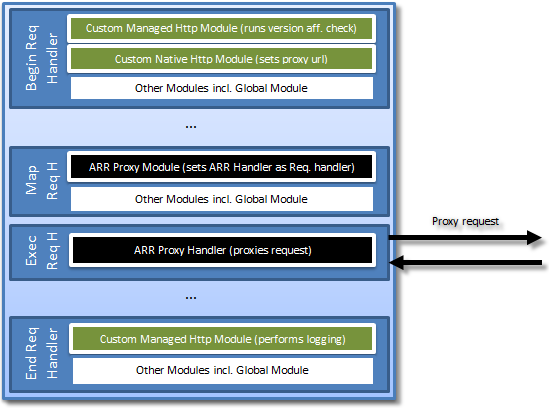 Begin Req
Handler
Custom Managed Http Module (runs version aff. check)
Custom Native Http Module (sets proxy url)
Other Modules incl. Global Module
...
Map
Req H
ARR Proxy Module (sets ARR Handler as Req. handler)
Other Modules incl. Global Module
Exec
Req H
ARR Proxy Handler (proxies request)
Proxy request
...
End Req
Handler
Custom Managed Http Module (performs logging)
Other Modules incl. Global Module